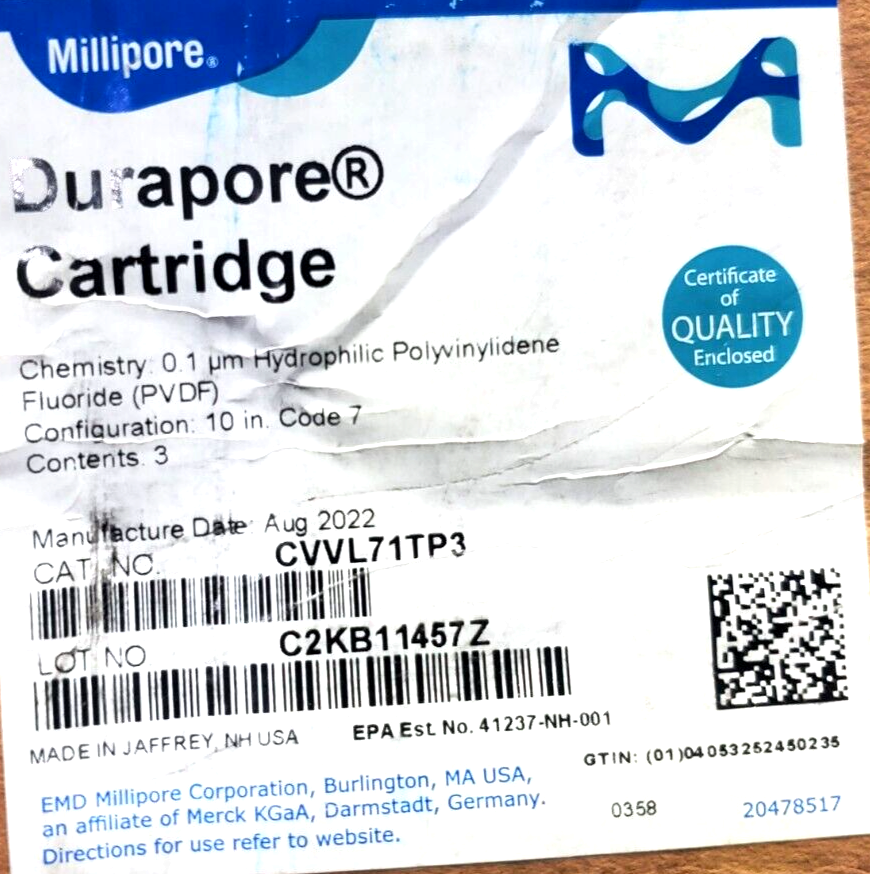 Millipore®
Durapore®
Cartridge
Certificate
of
QUALITY
Enclosed
Chemistry: 0.1 µm Hydrophilic Polyvinylidene
Fluoride (PVDF)
Configuration: 10 in. Code 7
Contents: 3
Manufacture Date: Aug 2022
CAT. NO. CVVL71TP3
LOT NO C2KB11457Z
MADE IN JAFFREY, NH USA EPA Est. No. 41237-NH-001
GTIN: (01)04053252450235
EMD Millipore Corporation, Burlington, MA USA,
an affiliate of Merck KGaA, Darmstadt, Germany.
Directions for use refer to website.
0358 20478517